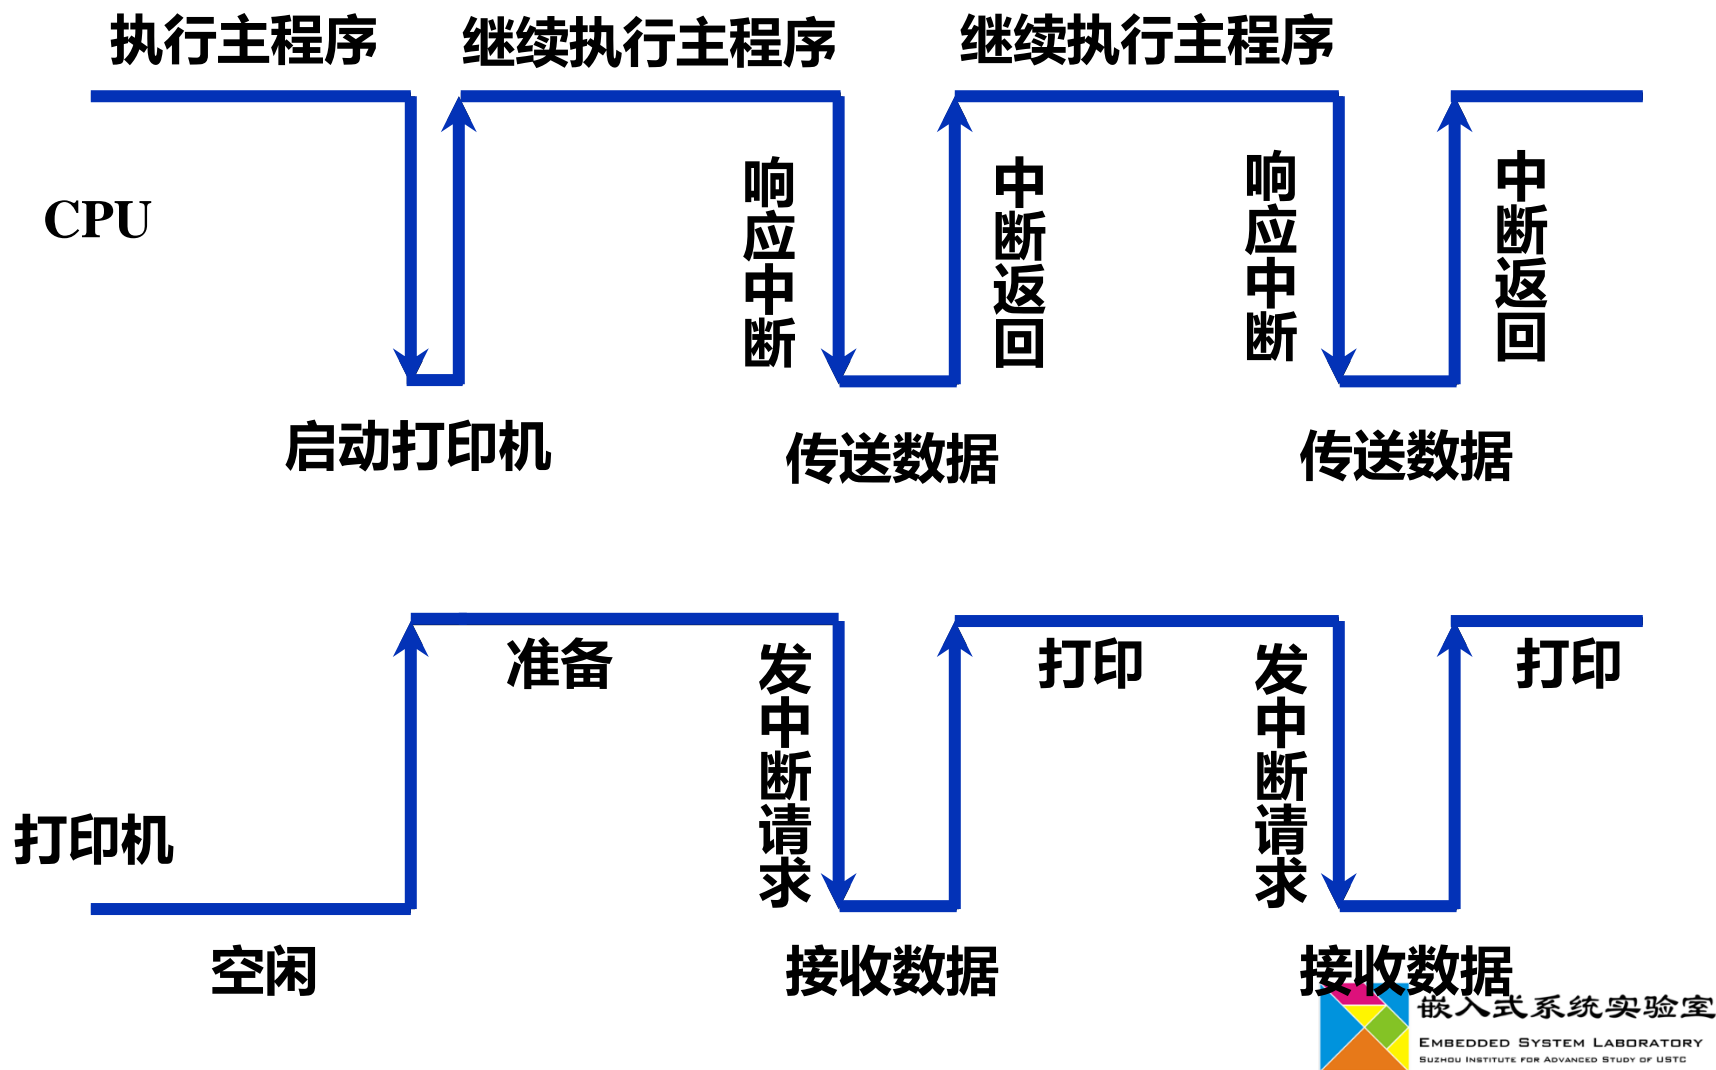 执行主程序
继续执行主程序
继续执行主程序
CPU
响应中断
中断返回
响应中断
中断返回
启动打印机
传送数据
传送数据
准备
发中断请求
打印
发中断请求
打印
打印机
空闲
接收数据
接收数据
嵌入式系统实验室
EMBEDDED SYSTEM LABORATORY
SUZHOU INSTITUTE FOR ADVANCED STUDY OF USTC